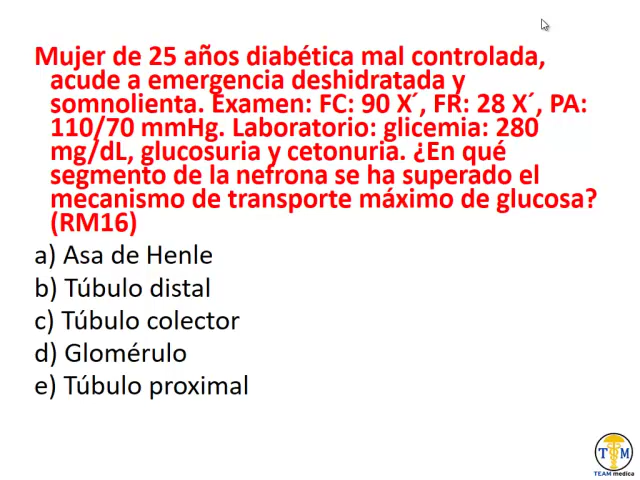 Mujer de 25 años diabética mal controlada,
acude a emergencia deshidratada y
somnolienta. Examen: FC: 90 X´, FR: 28 X´, PA:
110/70 mmHg. Laboratorio: glicemia: 280
mg/dL, glucosuria y cetonuria. ¿En qué
segmento de la nefrona se ha superado el
mecanismo de transporte máximo de glucosa?
(RM16)
a) Asa de Henle
b) Túbulo distal
c) Túbulo colector
d) Glomérulo
e) Túbulo proximal
T M
TEAM medica